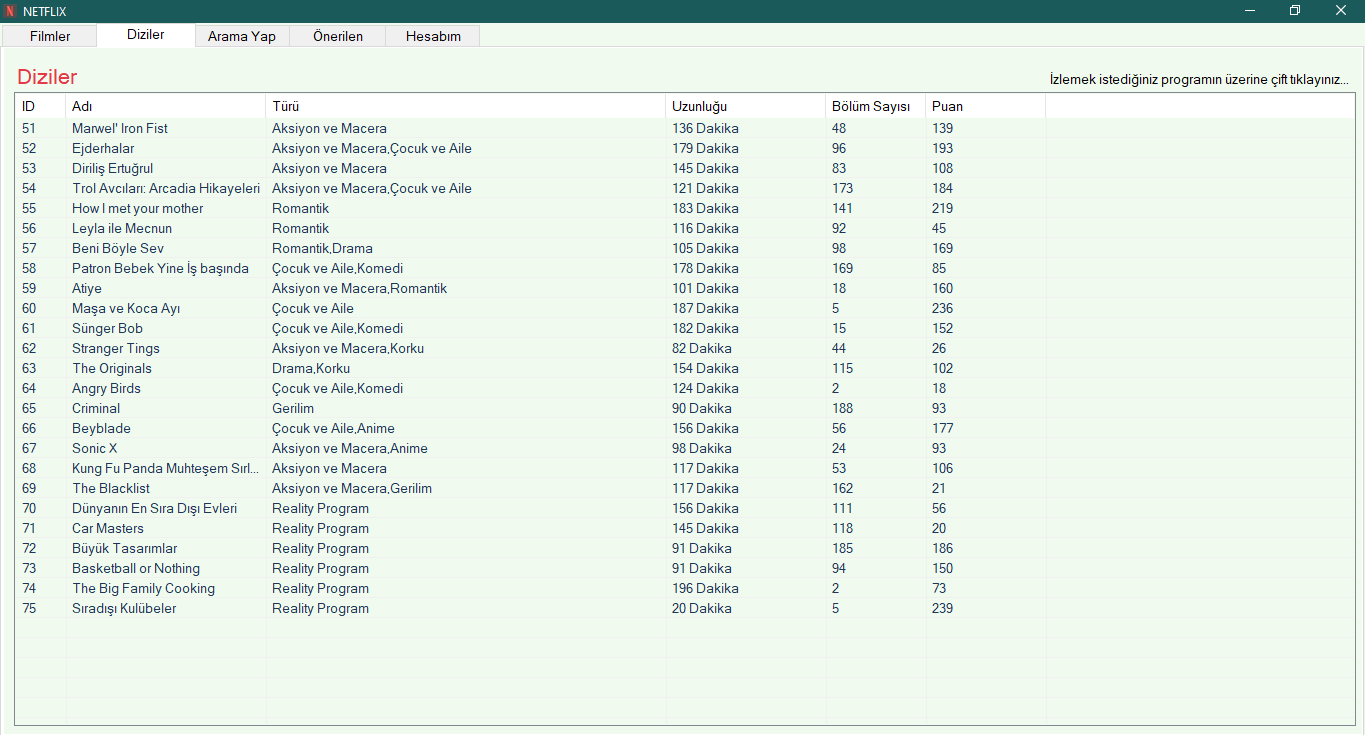 N NETFLIX
Filmler Diziler Arama Yap Önerilen Hesabım
Diziler
İzlemek istediğiniz programın üzerine çift tıklayınız...
ID Adı Türü Uzunluğu Bölüm Sayısı Puan
51 Marwel' Iron Fist Aksiyon ve Macera 136 Dakika 48 139
52 Ejderhalar Aksiyon ve Macera,Çocuk ve Aile 179 Dakika 96 193
53 Diriliş Ertuğrul Aksiyon ve Macera 145 Dakika 83 108
54 Trol Avcıları: Arcadia Hikayeleri Aksiyon ve Macera,Çocuk ve Aile 121 Dakika 173 184
55 How I met your mother Romantik 183 Dakika 141 219
56 Leyla ile Mecnun Romantik 116 Dakika 92 45
57 Beni Böyle Sev Romantik,Drama 105 Dakika 98 169
58 Patron Bebek Yine İş başında Çocuk ve Aile,Komedi 178 Dakika 169 85
59 Atiye Aksiyon ve Macera,Romantik 101 Dakika 18 160
60 Maşa ve Koca Ayı Çocuk ve Aile 187 Dakika 5 236
61 Sünger Bob Çocuk ve Aile,Komedi 182 Dakika 15 152
62 Stranger Tings Aksiyon ve Macera,Korku 82 Dakika 44 26
63 The Originals Drama,Korku 154 Dakika 115 102
64 Angry Birds Çocuk ve Aile,Komedi 124 Dakika 2 18
65 Criminal Gerilim 90 Dakika 188 93
66 Beyblade Çocuk ve Aile,Anime 156 Dakika 56 177
67 Sonic X Aksiyon ve Macera,Anime 98 Dakika 24 93
68 Kung Fu Panda Muhteşem Sırl... Aksiyon ve Macera 117 Dakika 53 106
69 The Blacklist Aksiyon ve Macera,Gerilim 117 Dakika 162 21
70 Dünyanın En Sıra Dışı Evleri Reality Program 156 Dakika 111 56
71 Car Masters Reality Program 145 Dakika 118 20
72 Büyük Tasarımlar Reality Program 91 Dakika 185 186
73 Basketball or Nothing Reality Program 91 Dakika 94 150
74 The Big Family Cooking Reality Program 196 Dakika 2 73
75 Sıradışı Kulübeler Reality Program 20 Dakika 5 239